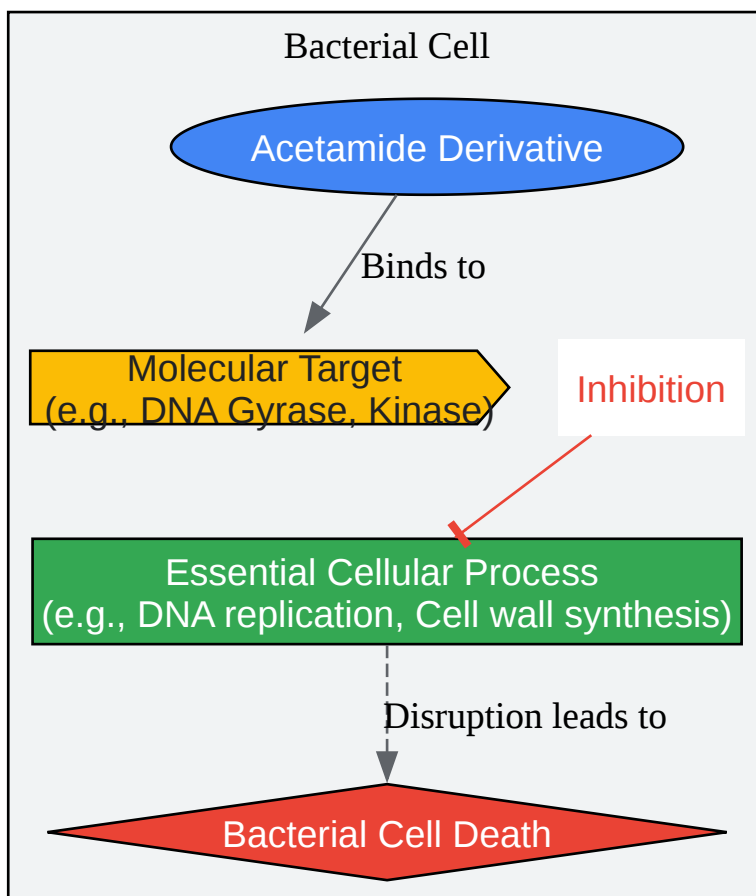 Bacterial Cell
Acetamide Derivative
Binds to
Molecular Target
(e.g., DNA Gyrase, Kinase)
Inhibition
Essential Cellular Process
(e.g., DNA replication, Cell wall synthesis)
Disruption leads to
Bacterial Cell Death